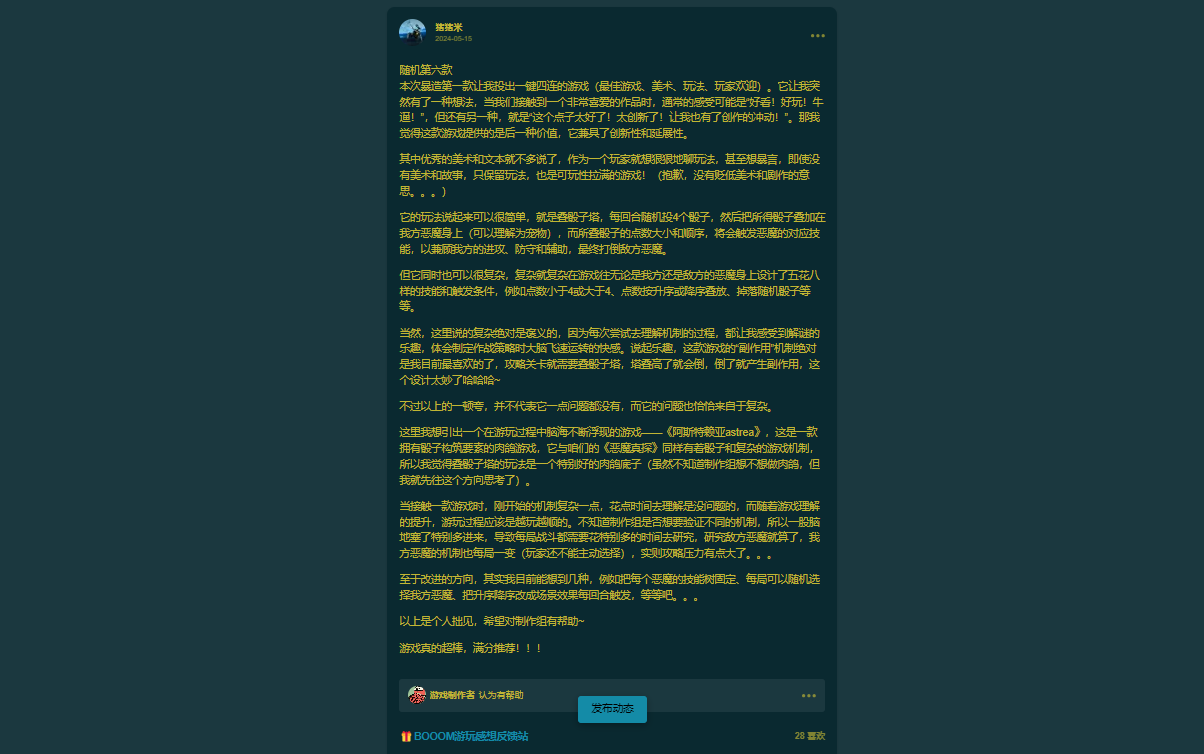 猪猪米
2024-05-15
随机第六款
本次暴造第一款让我投出一键四连的游戏（最佳游戏、美术、玩法、玩家欢迎）。它让我突
然有了一种想法，当我们接触到一个非常喜爱的作品时，通常的感受可能是“好看！好玩！牛
逼！”，但还有另一种，就是“这个点子太好了！太创新了！让我也有了创作的冲动！”。那我
觉得这款游戏提供的是后一种价值，它兼具了创新性和延展性。
其中优秀的美术和文本就不多说了，作为一个玩家就想狠狠地聊玩法，甚至想暴言，即使没
有美术和故事，只保留玩法，也是可玩性拉满的游戏！（抱歉，没有贬低美术和剧作的意
思。。。）
它的玩法说起来可以很简单，就是叠骰子塔，每回合随机投4个骰子，然后把所得骰子叠加在
我方恶魔身上（可以理解为宠物），而所叠骰子的点数大小和顺序，将会触发恶魔的对应技
能，以兼顾我方的进攻、防守和辅助，最终打倒敌方恶魔。
但它同时也可以很复杂，复杂就复杂在游戏往无论是我方还是敌方的恶魔身上设计了五花八
样的技能和触发条件，例如点数小于4或大于4、点数按升序或降序叠放、掉落随机骰子等
等。
当然，这里说的复杂绝对是褒义的，因为每次尝试去理解机制的过程，都让我感受到解谜的
乐趣，体会制定作战策略时大脑飞速运转的快感。说起乐趣，这款游戏的“副作用”机制绝对
是我目前最喜欢的了，攻略关卡就需要叠骰子塔，塔叠高了就会倒，倒了就产生副作用，这
个设计太妙了哈哈哈~
不过以上的一顿夸，并不代表它一点问题都没有，而它的问题也恰恰来自于复杂。
这里我想引出一个在游玩过程中脑海不断浮现的游戏——《阿斯特赖亚astrea》，这是一款
拥有骰子构筑要素的肉鸽游戏，它与咱们的《恶魔真探》同样有着骰子和复杂的游戏机制，
所以我觉得叠骰子塔的玩法是一个特别好的肉鸽底子（虽然不知道制作组想不想做肉鸽，但
我就先往这个方向思考了）。
当接触一款游戏时，刚开始的机制复杂一点，花点时间去理解是没问题的，而随着游戏理解
的提升，游玩过程应该是越玩越顺的。不知道制作组是否想要验证不同的机制，所以一股脑
地塞了特别多进来，导致每局战斗都需要花特别多的时间去研究，研究敌方恶魔就算了，我
方恶魔的机制也每局一变（玩家还不能主动选择），实则攻略压力有点大了。。。
至于改进的方向，其实我目前能想到几种，例如把每个恶魔的技能树固定、每局可以随机选
择我方恶魔、把升序降序改成场景效果每回合触发，等等吧。。。
以上是个人拙见，希望对制作组有帮助~
游戏真的超棒，满分推荐！！！
游戏制作者 认为有帮助
发布动态
BOOOM游玩感想反馈站
28 喜欢